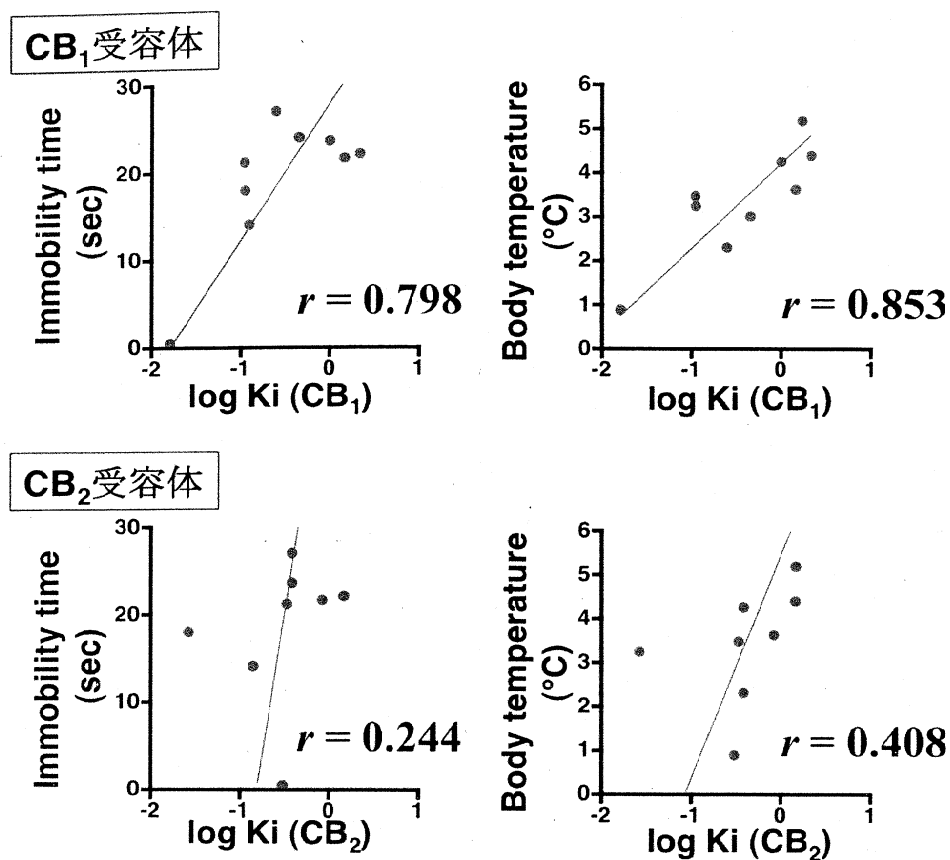 CB₁受容体
Immobility time
(sec)
30
20
10
0
-2
-1
0
1
log Ki (CB₁)
r = 0.798
Body temperature
(°C)
6
5
4
3
2
1
0
-2
-1
0
1
log Ki (CB₁)
r = 0.853
CB₂受容体
Immobility time
(sec)
30
20
10
0
-2
-1
0
1
log Ki (CB₂)
r = 0.244
Body temperature
(°C)
6
5
4
3
2
1
0
-2
-1
0
1
log Ki (CB₂)
r = 0.408